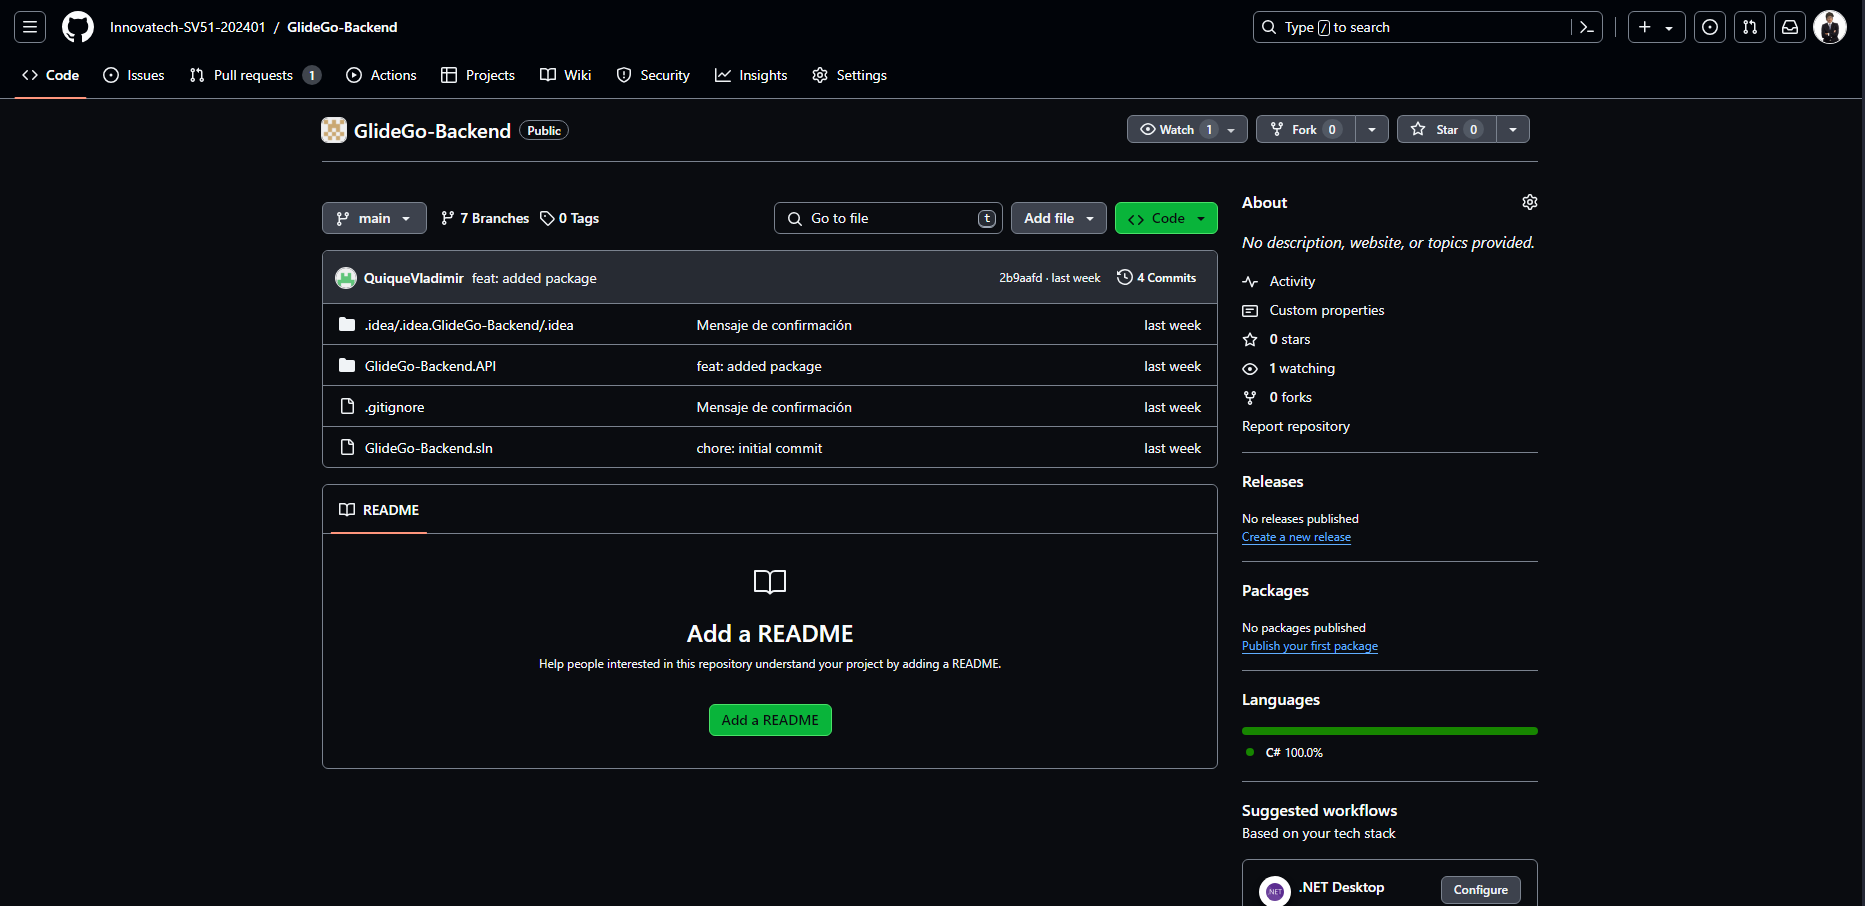 Innovatech-SV51-202401 / GlideGo-Backend
Type / to search
Code Issues Pull requests 1 Actions Projects Wiki Security Insights Settings
GlideGo-Backend Public
Watch 1 Fork 0 Star 0
main 7 Branches 0 Tags Go to file t Add file Code
QuiqueVladimir feat: added package 2b9aafd · last week 4 Commits
.idea/.idea.GlideGo-Backend/.idea Mensaje de confirmación last week
GlideGo-Backend.API feat: added package last week
.gitignore Mensaje de confirmación last week
GlideGo-Backend.sln chore: initial commit last week
README
Add a README
Help people interested in this repository understand your project by adding a README.
Add a README
About
No description, website, or topics provided.
Activity
Custom properties
0 stars
1 watching
0 forks
Report repository
Releases
No releases published
Create a new release
Packages
No packages published
Publish your first package
Languages
C# 100.0%
Suggested workflows
Based on your tech stack
.NET .NET Desktop Configure